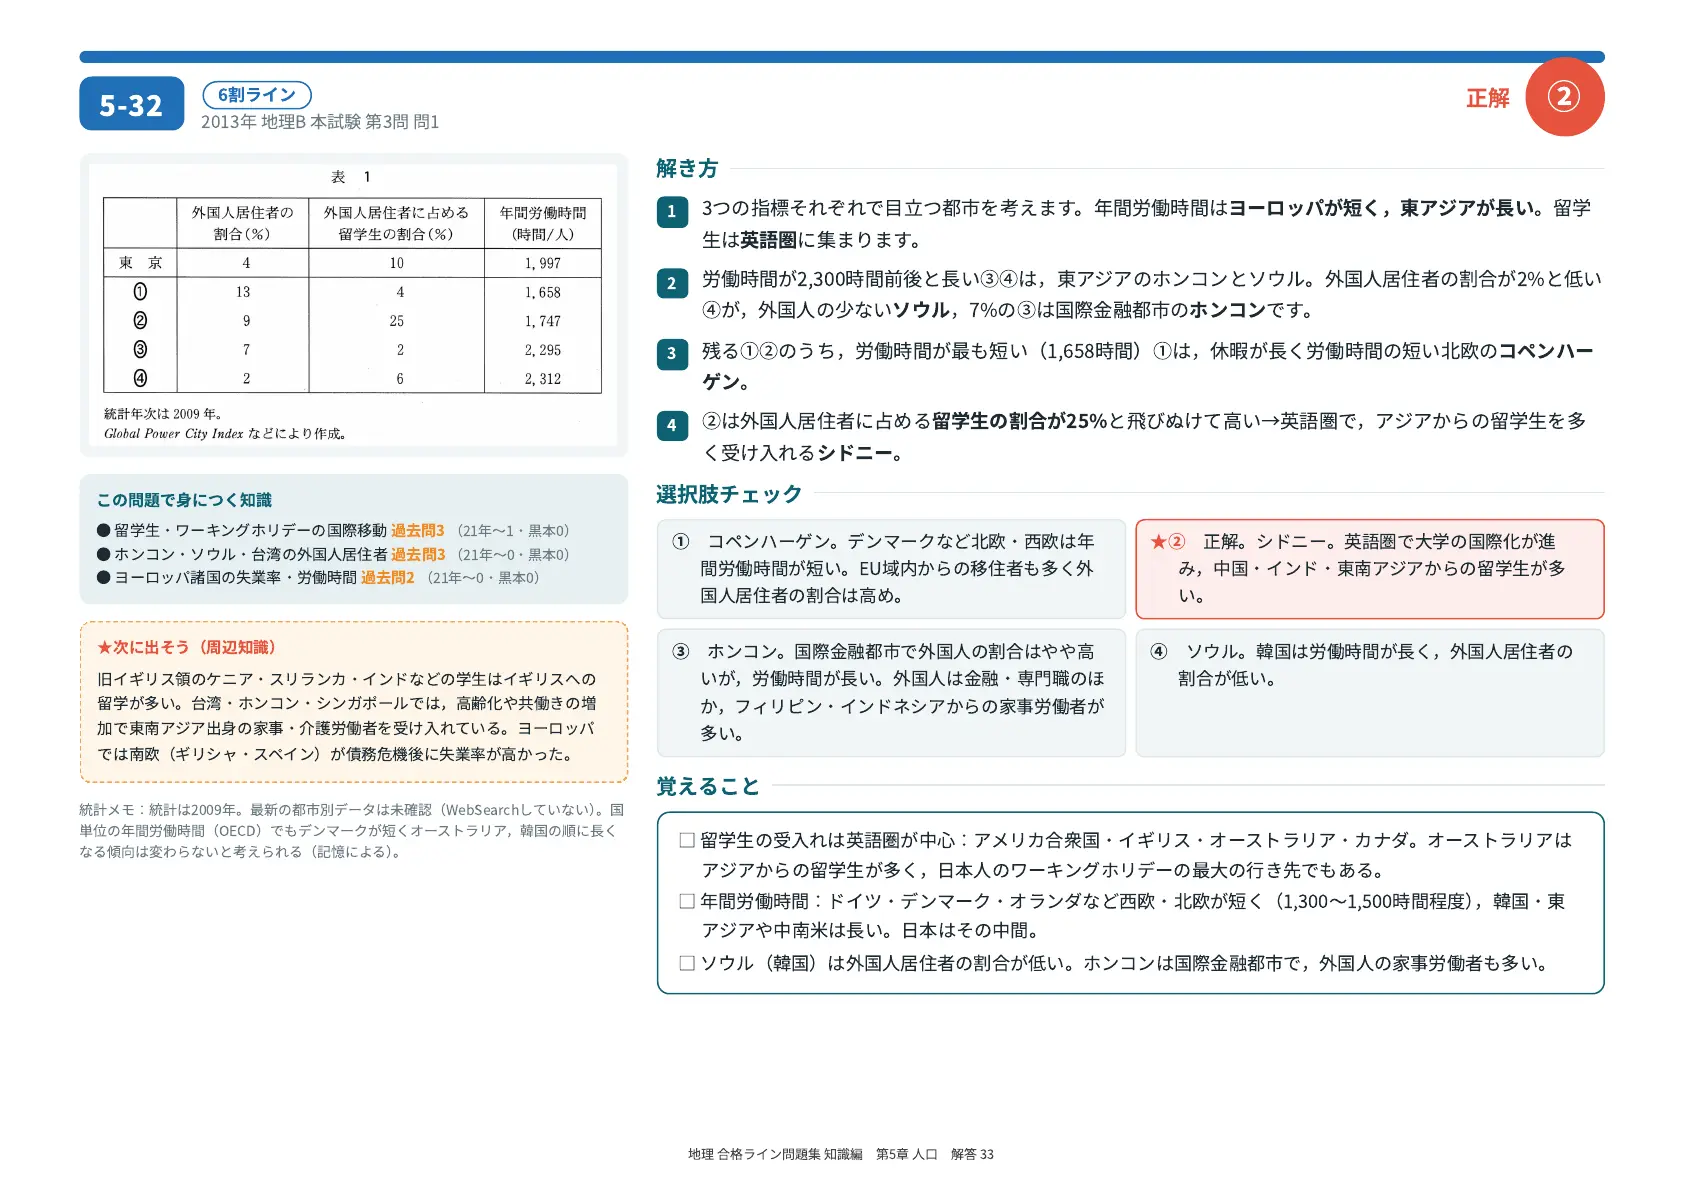 5-32
6割ライン
2013年 地理B 本試験 第3問 問1
正解 ②
表 1
外国人居住者の割合(%) 外国人居住者に占める留学生の割合(%) 年間労働時間(時間/人)
東 京 4 10 1,997
① 13 4 1,658
② 9 25 1,747
③ 7 2 2,295
④ 2 6 2,312
統計年次は 2009 年。
Global Power City Index などにより作成。
この問題で身につく知識
● 留学生・ワーキングホリデーの国際移動 過去問3 （21年〜1・黒本0）
● ホンコン・ソウル・台湾の外国人居住者 過去問3 （21年〜0・黒本0）
● ヨーロッパ諸国の失業率・労働時間 過去問2 （21年〜0・黒本0）
★次に出そう（周辺知識）
旧イギリス領のケニア・スリランカ・インドなどの学生はイギリスへの
留学が多い。台湾・ホンコン・シンガポールでは，高齢化や共働きの増
加で東南アジア出身の家事・介護労働者を受け入れている。ヨーロッパ
では南欧（ギリシャ・スペイン）が債務危機後に失業率が高かった。
統計メモ：統計は2009年。最新の都市別データは未確認（WebSearchしていない）。国
単位の年間労働時間（OECD）でもデンマークが短くオーストラリア，韓国の順に長く
なる傾向は変わらないと考えられる（記憶による）。
解き方
1 3つの指標それぞれで目立つ都市を考えます。年間労働時間はヨーロッパが短く，東アジアが長い。留学
生は英語圏に集まります。
2 労働時間が2,300時間前後と長い③④は，東アジアのホンコンとソウル。外国人居住者の割合が2%と低い
④が，外国人の少ないソウル，7%の③は国際金融都市のホンコンです。
3 残る①②のうち，労働時間が最も短い（1,658時間）①は，休暇が長く労働時間の短い北欧のコペンハー
ゲン。
4 ②は外国人居住者に占める留学生の割合が25%と飛びぬけて高い→英語圏で，アジアからの留学生を多
く受け入れるシドニー。
選択肢チェック
① コペンハーゲン。デンマークなど北欧・西欧は年
間労働時間が短い。EU域内からの移住者も多く外
国人居住者の割合は高め。
★② 正解。シドニー。英語圏で大学の国際化が進
み，中国・インド・東南アジアからの留学生が多
い。
③ ホンコン。国際金融都市で外国人の割合はやや高
いが，労働時間が長い。外国人は金融・専門職のほ
か，フィリピン・インドネシアからの家事労働者が
多い。
④ ソウル。韓国は労働時間が長く，外国人居住者の
割合が低い。
覚えること
□ 留学生の受入れは英語圏が中心：アメリカ合衆国・イギリス・オーストラリア・カナダ。オーストラリアは
アジアからの留学生が多く，日本人のワーキングホリデーの最大の行き先でもある。
□ 年間労働時間：ドイツ・デンマーク・オランダなど西欧・北欧が短く（1,300〜1,500時間程度），韓国・東
アジアや中南米は長い。日本はその中間。
□ ソウル（韓国）は外国人居住者の割合が低い。ホンコンは国際金融都市で，外国人の家事労働者も多い。
地理 合格ライン問題集 知識編 第5章 人口 解答 33